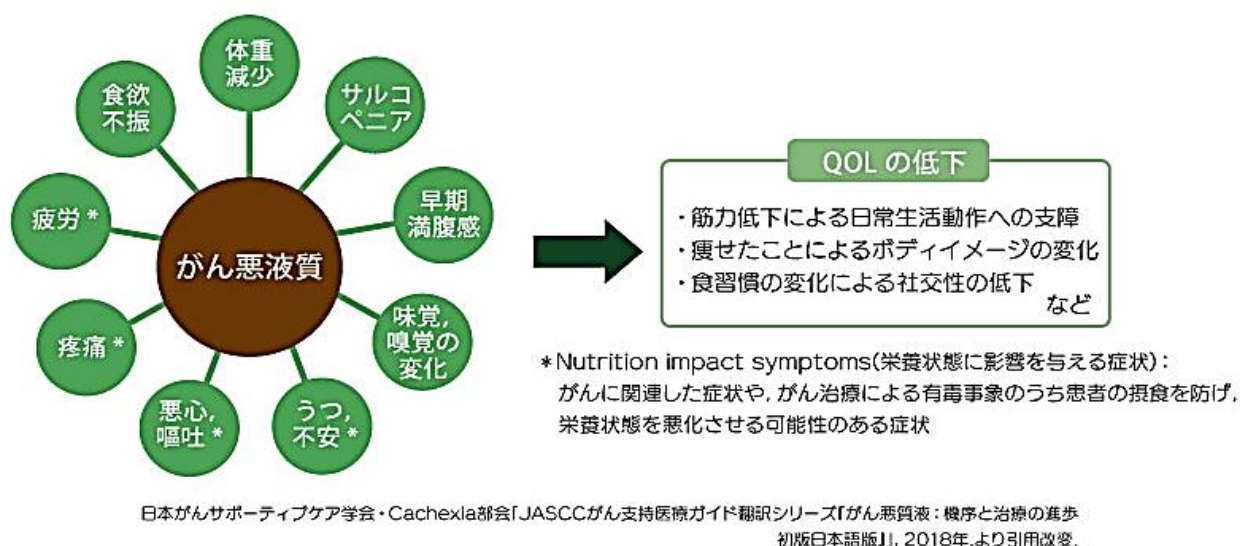 体重
減少
サルコ
ペニア
早期
満腹感
味覚,
嗅覚の
変化
うつ,
不安*
悪心,
嘔吐*
疼痛*
疲労*
食欲
不振
がん悪液質
QOLの低下
・筋力低下による日常生活動作への支障
・痩せたことによるボディイメージの変化
・食習慣の変化による社交性の低下
など
*Nutrition impact symptoms(栄養状態に影響を与える症状):
がんに関連した症状や,がん治療による有毒事象のうち患者の摂食を防げ,
栄養状態を悪化させる可能性のある症状
日本がんサポーティブケア学会・Cachexia部会「JASCCがん支持医療ガイド翻訳シリーズ『がん悪質液:機序と治療の進歩
初版日本語版』」, 2018年.より引用改変.